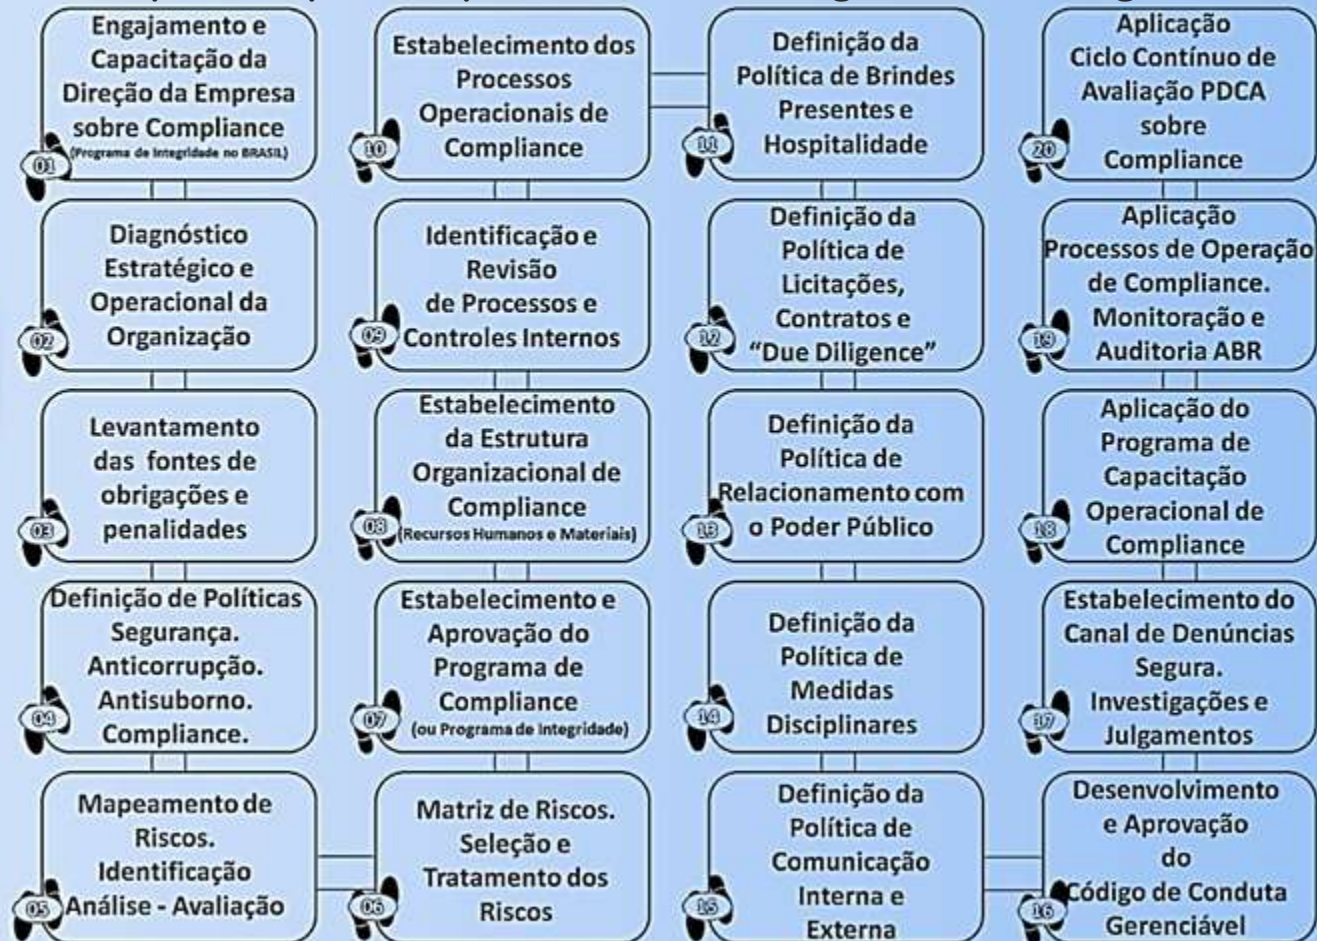 Engajamento e
Capacitação da
Direção da Empresa
sobre Compliance
(Programa de Integridade no BRASIL)
01
Diagnóstico
Estratégico e
Operacional da
Organização
02
Levantamento
das fontes de
obrigações e
penalidades
03
Definição de Políticas
Segurança.
Anticorrupção.
Antisuborno.
Compliance.
04
Mapeamento de
Riscos.
Identificação
Análise - Avaliação
05
Matriz de Riscos.
Seleção e
Tratamento dos
Riscos
06
Estabelecimento e
Aprovação do
Programa de
Compliance
(ou Programa de Integridade)
07
Estabelecimento
da Estrutura
Organizacional de
Compliance
(Recursos Humanos e Materiais)
08
Identificação e
Revisão
de Processos e
Controles Internos
09
Estabelecimento dos
Processos
Operacionais de
Compliance
10
Definição da
Política de Brindes
Presentes e
Hospitalidade
11
Definição da
Política de
Licitações,
Contratos e
“Due Diligence”
12
Definição da
Política de
Relacionamento com
o Poder Público
13
Definição da
Política de
Medidas
Disciplinares
14
Definição da
Política de
Comunicação
Interna e
Externa
15
Desenvolvimento
e Aprovação
do
Código de Conduta
Gerenciável
16
Estabelecimento do
Canal de Denúncias
Segura.
Investigações e
Julgamentos
17
Aplicação do
Programa de
Capacitação
Operacional de
Compliance
18
Aplicação
Processos de Operação
de Compliance.
Monitoração e
Auditoria ABR
19
Aplicação
Ciclo Contínuo de
Avaliação PDCA
sobre
Compliance
20